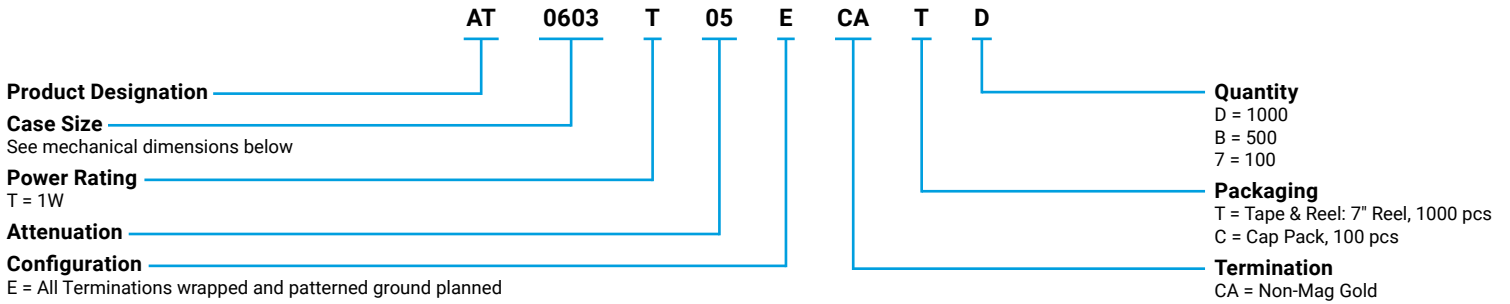 AT 0603 T 05 E CA T D
Product Designation
Case Size
See mechanical dimensions below
Power Rating
T = 1W
Attenuation
Configuration
E = All Terminations wrapped and patterned ground planned
Quantity
D = 1000
B = 500
7 = 100
Packaging
T = Tape & Reel: 7" Reel, 1000 pcs
C = Cap Pack, 100 pcs
Termination
CA = Non-Mag Gold